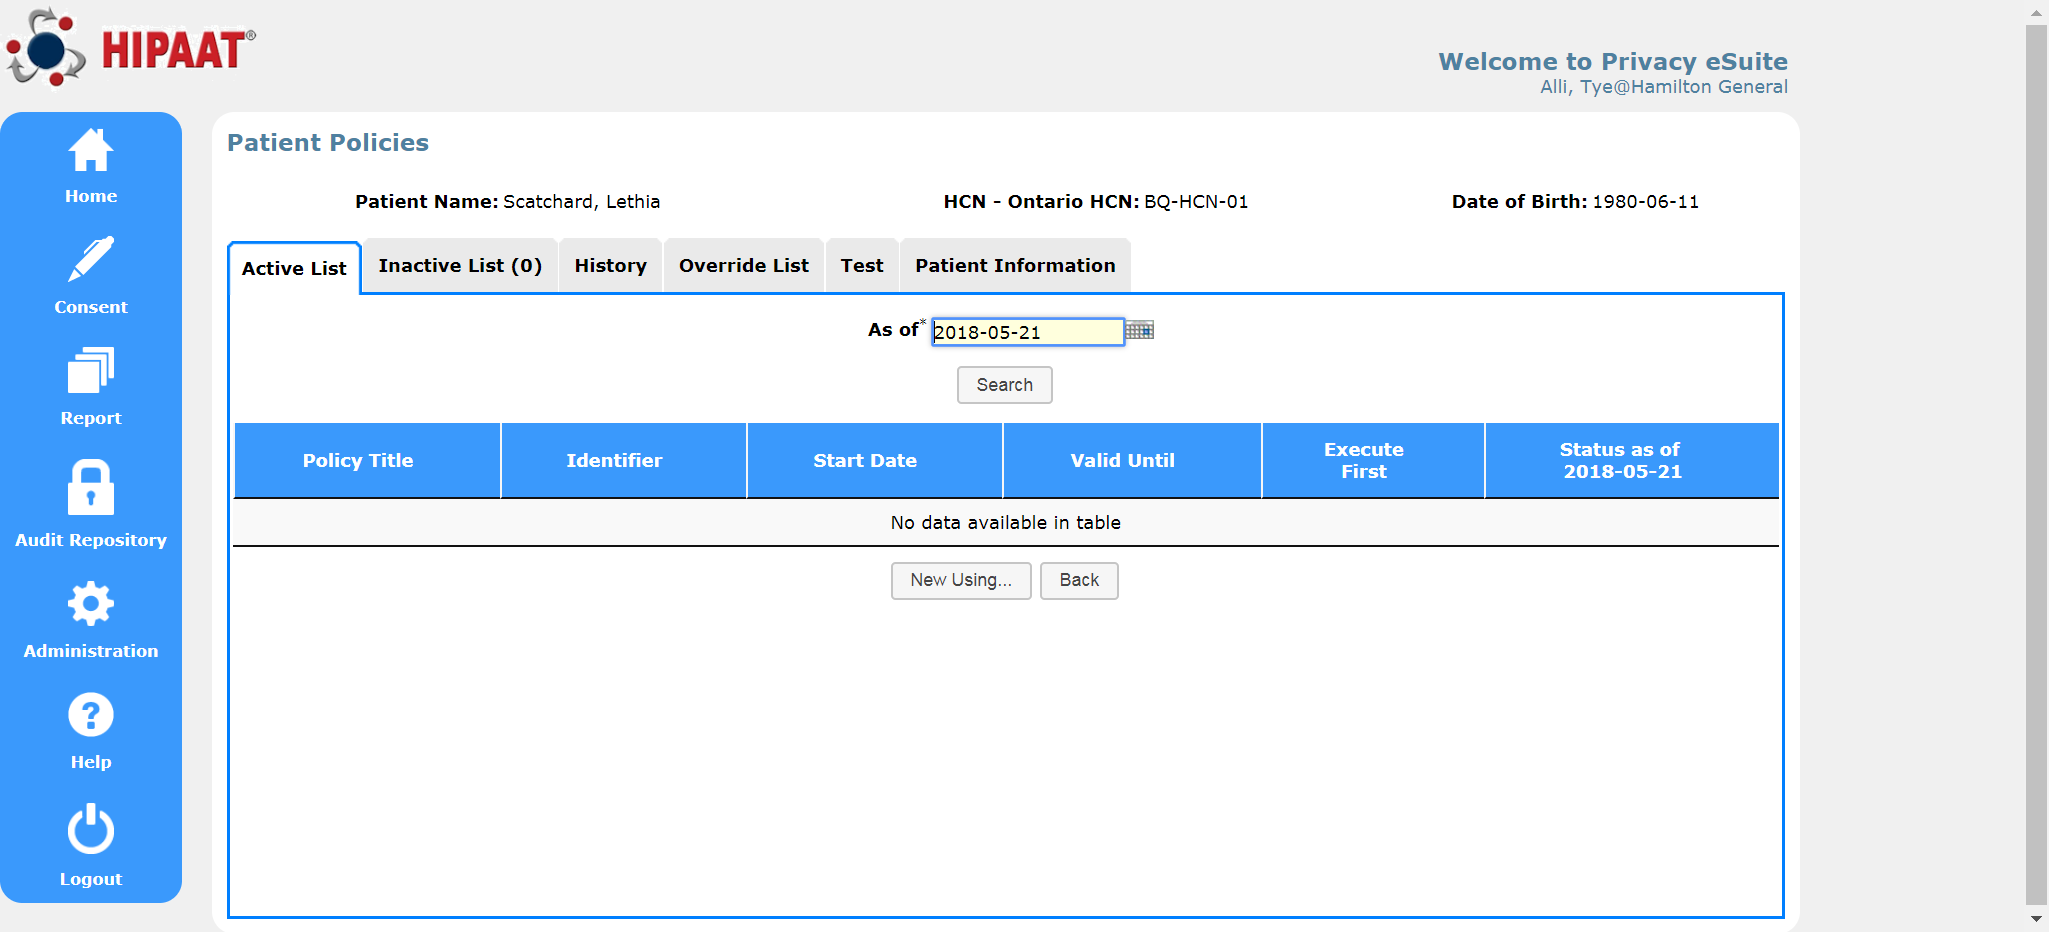 HIPAAT®
Welcome to Privacy eSuite
Alli, Tye@Hamilton General
Home
Consent
Report
Audit Repository
Administration
Help
Logout
Patient Policies
Patient Name: Scatchard, Lethia HCN - Ontario HCN: BQ-HCN-01 Date of Birth: 1980-06-11
Active List Inactive List (0) History Override List Test Patient Information
As of* 2018-05-21
Search
Policy Title Identifier Start Date Valid Until Execute First Status as of 2018-05-21
No data available in table
New Using... Back